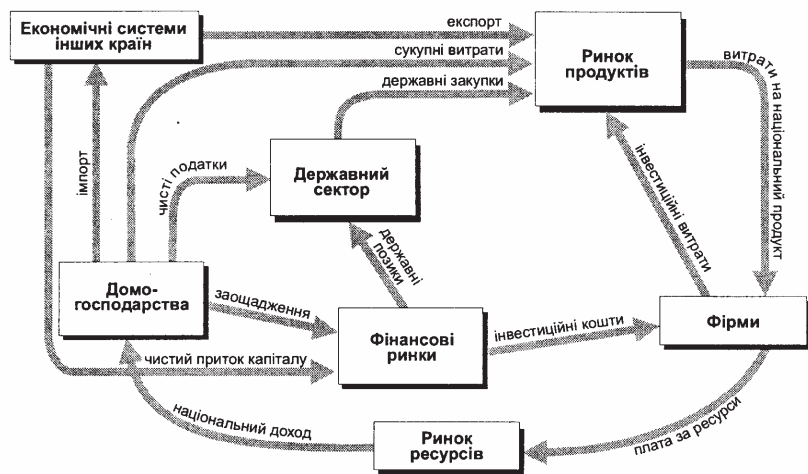 Економічні системи
інших країн
експорт
сукупні витрати
державні закупки
Ринок
продуктів
витрати на національний продукт
імпорт
чисті податки
Державний
сектор
інвестиційні витрати
державні
позики
Домо-
господарства
заощадження
Фінансові
ринки
інвестиційні кошти
Фірми
чистий приток капіталу
національний доход
Ринок
ресурсів
плата за ресурси